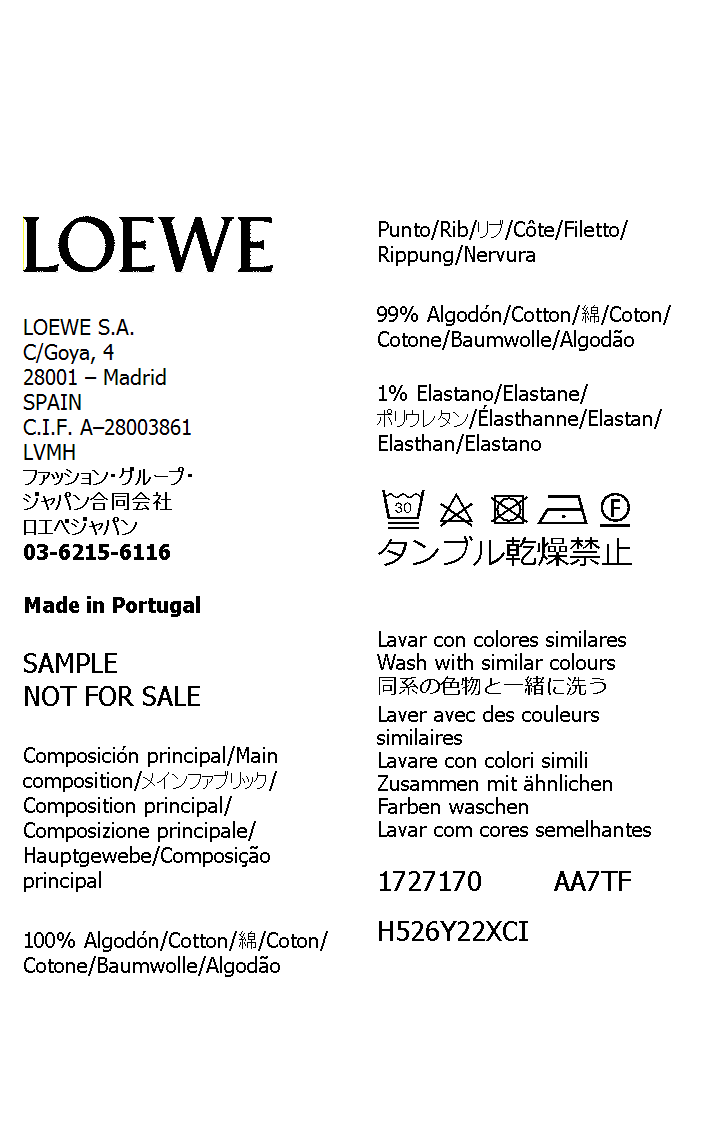 LOEWE
LOEWE S.A.
C/Goya, 4
28001 – Madrid
SPAIN
C.I.F. A–28003861
LVMH
ファッション・グループ・
ジャパン合同会社
ロエベジャパン
03-6215-6116
Made in Portugal
SAMPLE
NOT FOR SALE
Composición principal/Main
composition/メインファブリック/
Composition principal/
Composizione principale/
Hauptgewebe/Composição
principal
100% Algodón/Cotton/綿/Coton/
Cotone/Baumwolle/Algodão
Punto/Rib/リブ/Côte/Filetto/
Rippung/Nervura
99% Algodón/Cotton/綿/Coton/
Cotone/Baumwolle/Algodão
1% Elastano/Elastane/
ポリウレタン/Élasthanne/Elastan/
Elasthan/Elastano
30 F
タンブル乾燥禁止
Lavar con colores similares
Wash with similar colours
同系の色物と一緒に洗う
Laver avec des couleurs
similaires
Lavare con colori simili
Zusammen mit ähnlichen
Farben waschen
Lavar com cores semelhantes
1727170 AA7TF
H526Y22XCI